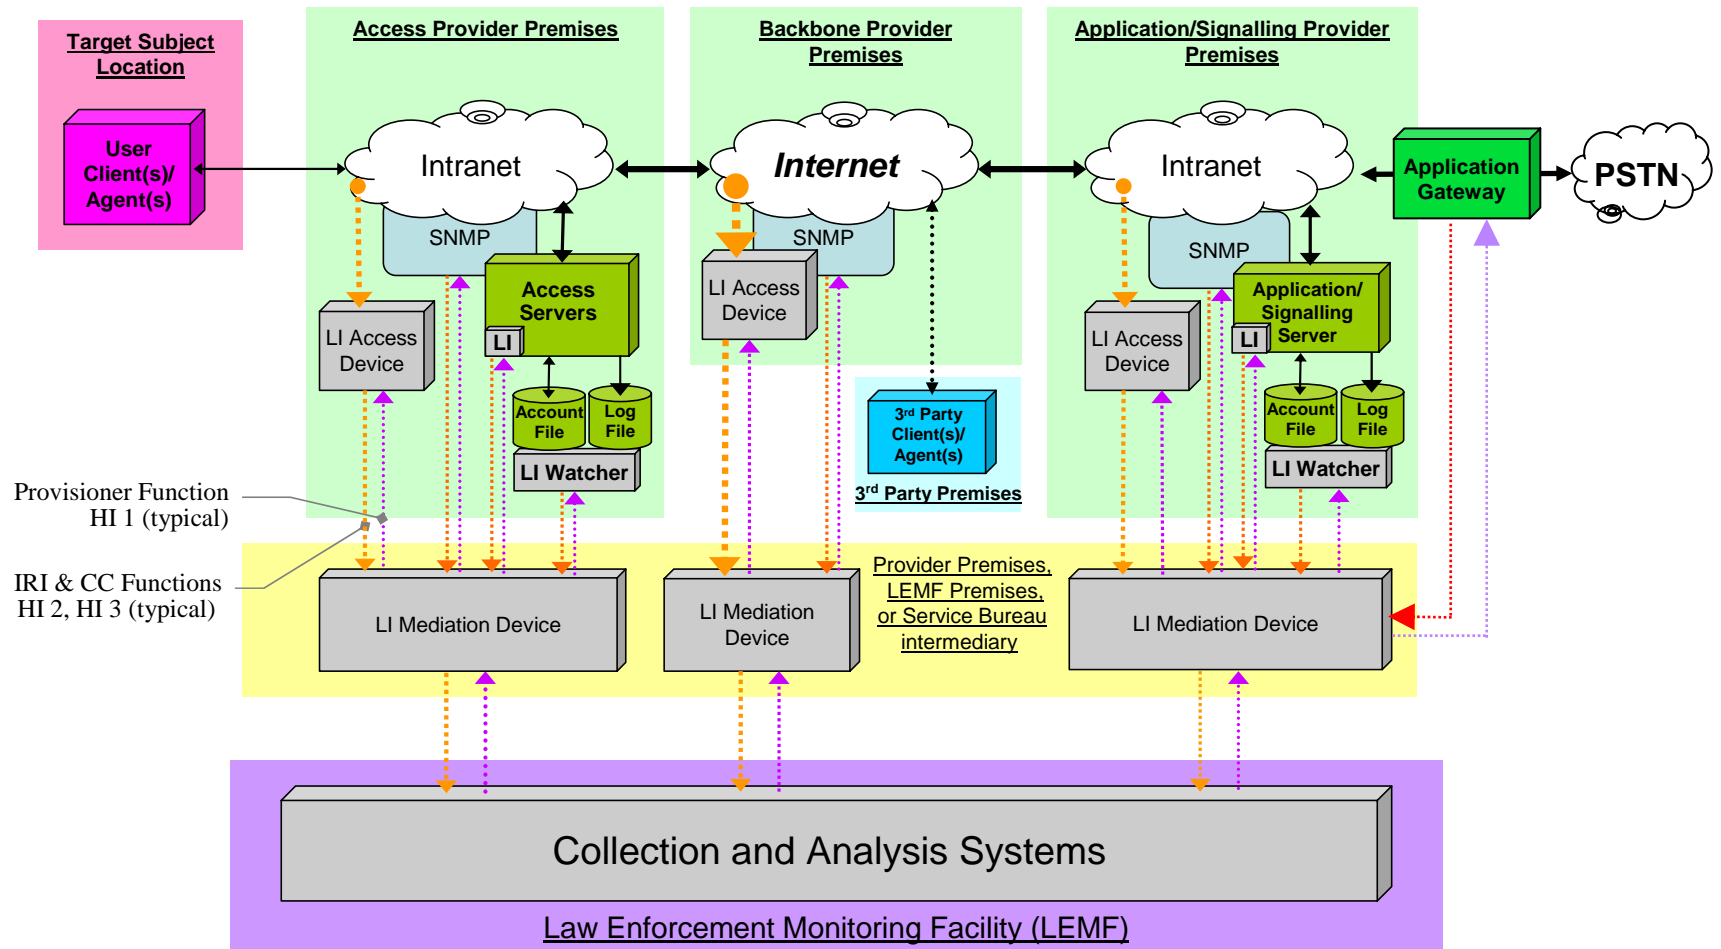 Target Subject
Location
Access Provider Premises
Backbone Provider
Premises
Application/Signalling Provider
Premises
User
Client(s)/
Agent(s)
Intranet
Internet
Intranet
Application
Gateway
PSTN
SNMP
SNMP
SNMP
LI Access
Device
Access
Servers
LI
LI Access
Device
LI Access
Device
Application/
Signalling
Server
LI
Account
File
Log
File
LI Watcher
3rd Party
Client(s)/
Agent(s)
3rd Party Premises
Account
File
Log
File
LI Watcher
Provisioner Function
HI 1 (typical)
IRI & CC Functions
HI 2, HI 3 (typical)
LI Mediation Device
LI Mediation
Device
Provider Premises,
LEMF Premises,
or Service Bureau
intermediary
LI Mediation Device
Collection and Analysis Systems
Law Enforcement Monitoring Facility (LEMF)